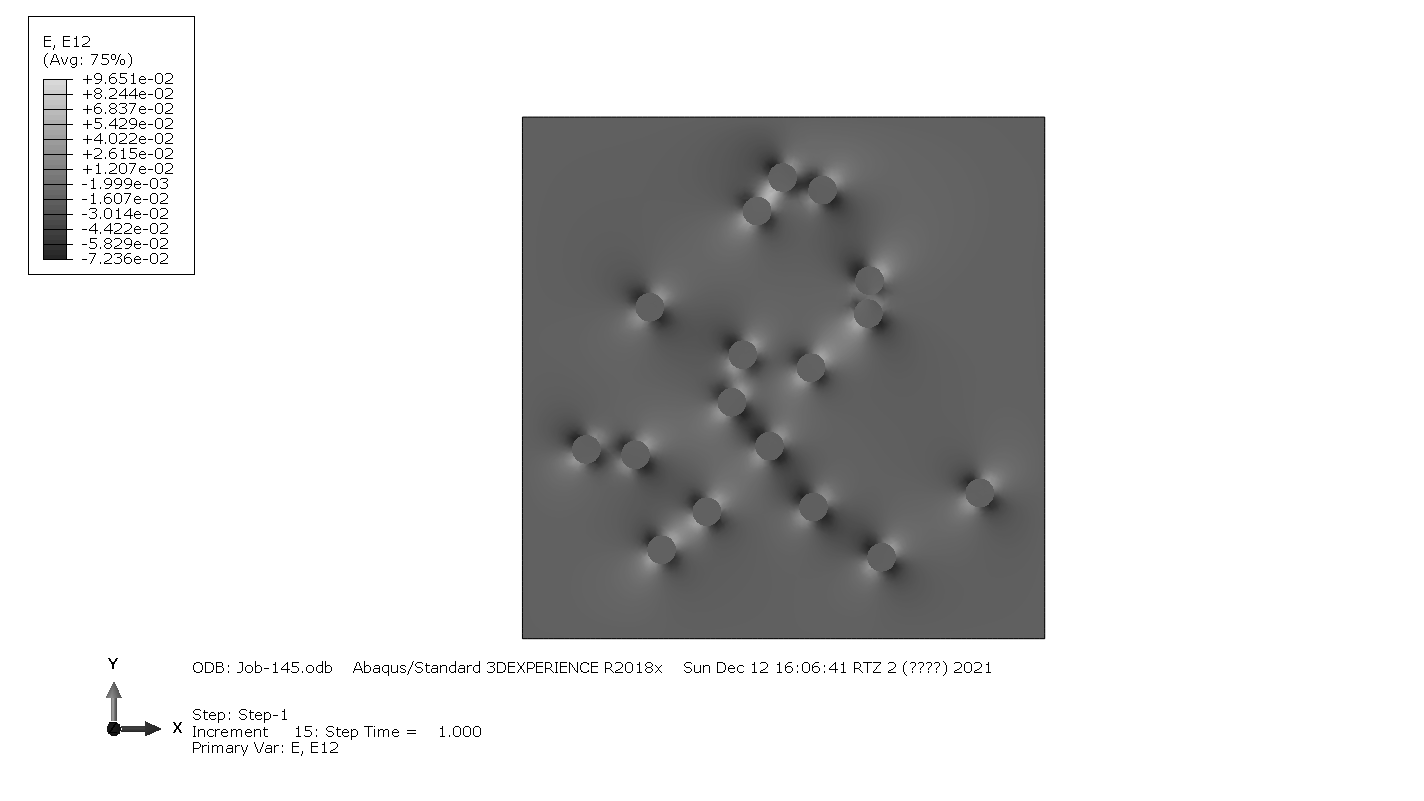 E, E12
(Avg: 75%)
+9.651e-02
+8.244e-02
+6.837e-02
+5.429e-02
+4.022e-02
+2.615e-02
+1.207e-02
-1.999e-03
-1.607e-02
-3.014e-02
-4.422e-02
-5.829e-02
-7.236e-02
Y
X
ODB: Job-145.odb Abaqus/Standard 3DEXPERIENCE R2018x Sun Dec 12 16:06:41 RTZ 2 (????) 2021
Step: Step-1
Increment 15: Step Time = 1.000
Primary Var: E, E12